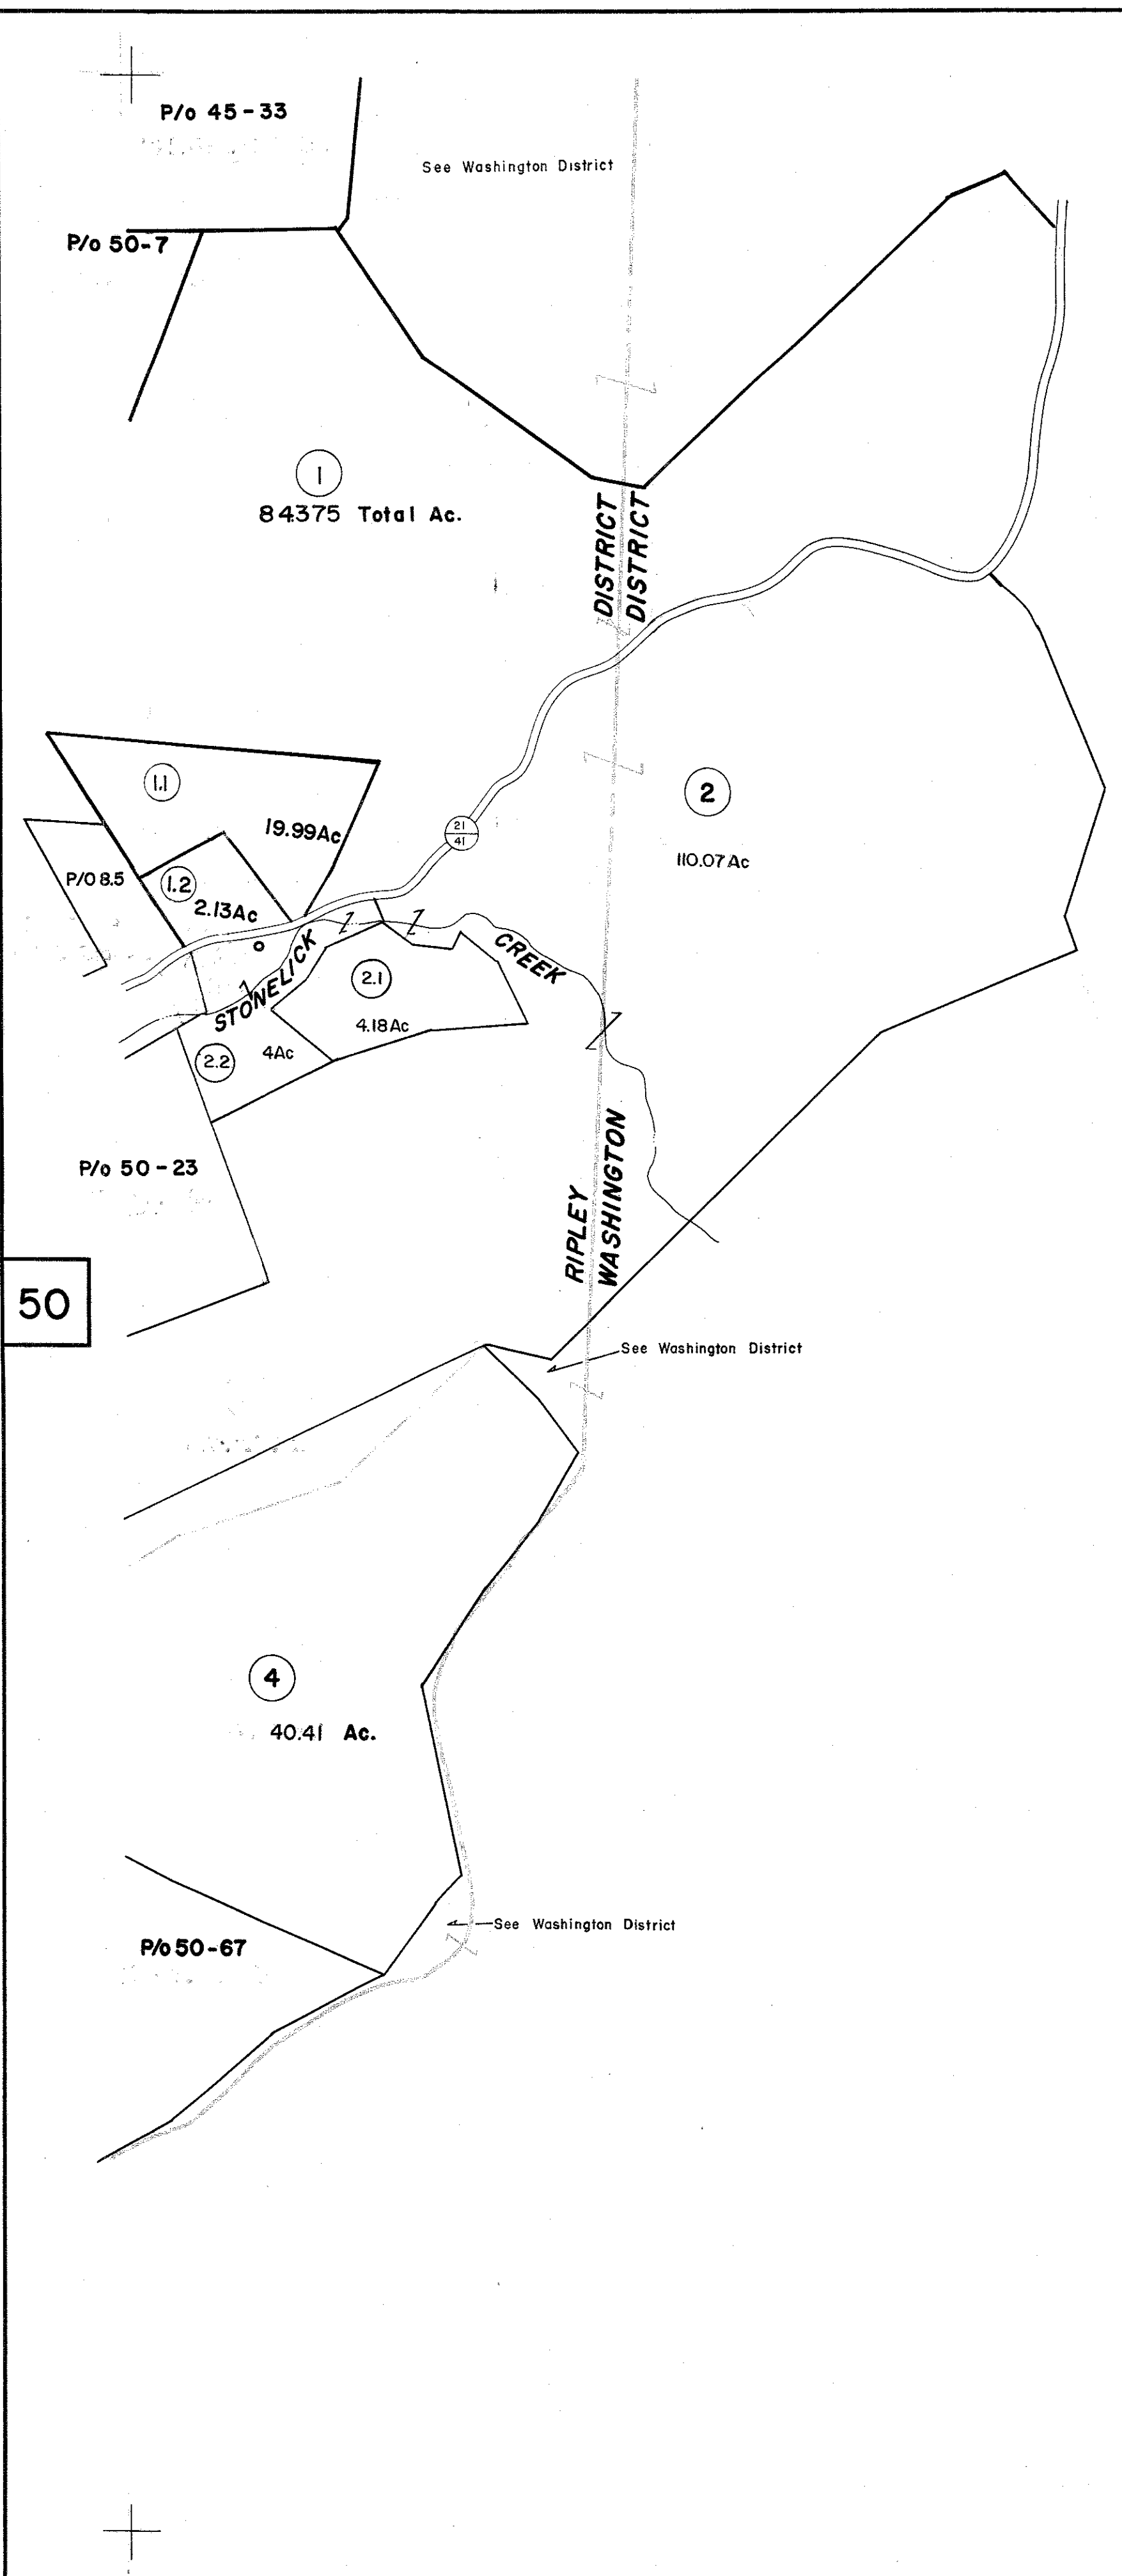 P/o 45-33
See Washington District
P/o 50-7
1
84.375 Total Ac.
DISTRICT
DISTRICT
1.1
19.99Ac
2
21
41
110.07Ac
P/O 8.5
1.2
2.13Ac
STONELICK
CREEK
2.1
4.18Ac
2.2
4Ac
P/o 50-23
RIPLEY
WASHINGTON
50
See Washington District
4
40.41 Ac.
See Washington District
P/o 50-67